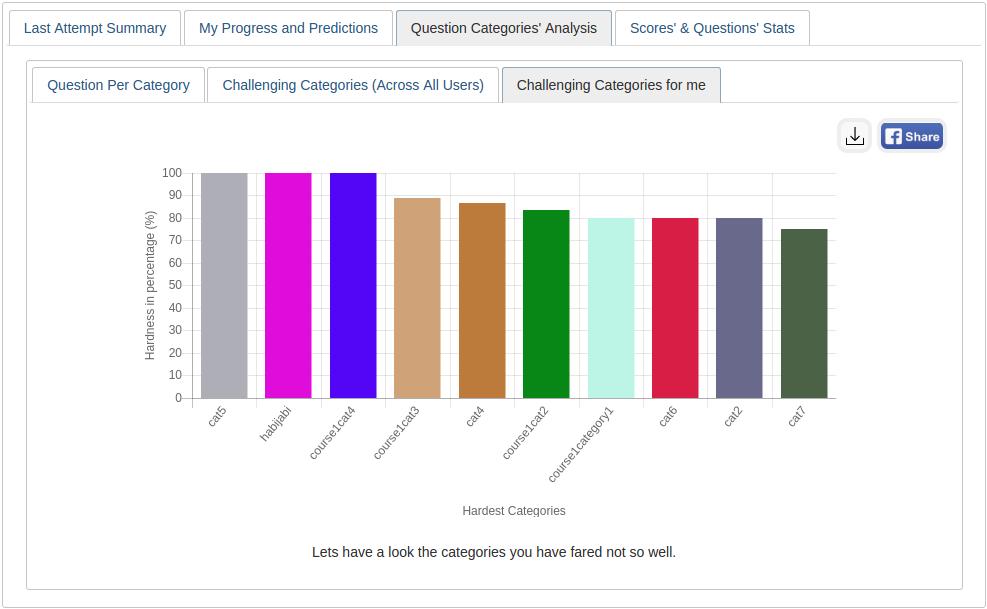 Last Attempt Summary
My Progress and Predictions
Question Categories' Analysis
Scores' & Questions' Stats
Question Per Category
Challenging Categories (Across All Users)
Challenging Categories for me
Share
100
90
80
70
60
50
40
30
20
10
0
Hardness in percentage (%)
cat5
habijabi
course1cat4
course1cat3
cat4
course1cat2
course1category1
cat6
cat2
cat7
Hardest Categories
Lets have a look the categories you have fared not so well.